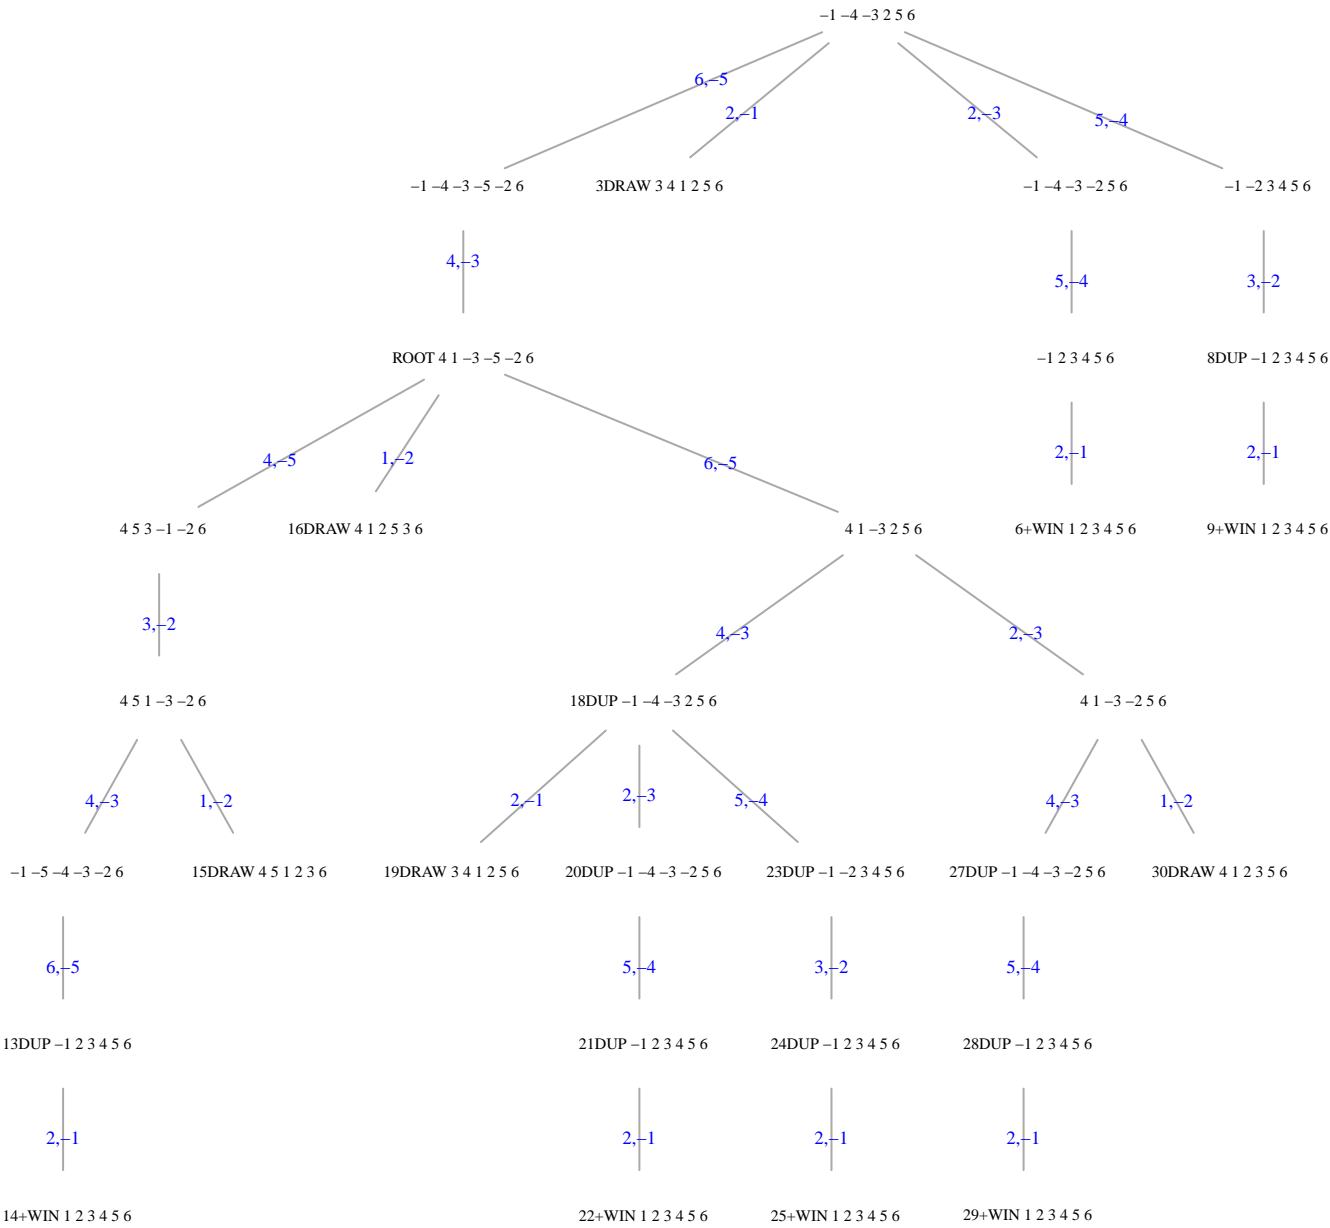 –1 –4 –3 2 5 6
6,–5
2,–1
2,–3
5,–4
–1 –4 –3 –5 –2 6
3DRAW 3 4 1 2 5 6
–1 –4 –3 –2 5 6
–1 –2 3 4 5 6
4,–3
5,–4
3,–2
ROOT 4 1 –3 –5 –2 6
–1 2 3 4 5 6
8DUP –1 2 3 4 5 6
4,–5
1,–2
6,–5
2,–1
2,–1
4 5 3 –1 –2 6
16DRAW 4 1 2 5 3 6
4 1 –3 2 5 6
6+WIN 1 2 3 4 5 6
9+WIN 1 2 3 4 5 6
3,–2
4,–3
2,–3
4 5 1 –3 –2 6
18DUP –1 –4 –3 2 5 6
4 1 –3 –2 5 6
4,–3
1,–2
2,–1
2,–3
5,–4
4,–3
1,–2
–1 –5 –4 –3 –2 6
15DRAW 4 5 1 2 3 6
19DRAW 3 4 1 2 5 6
20DUP –1 –4 –3 –2 5 6
23DUP –1 –2 3 4 5 6
27DUP –1 –4 –3 –2 5 6
30DRAW 4 1 2 3 5 6
6,–5
5,–4
3,–2
5,–4
13DUP –1 2 3 4 5 6
21DUP –1 2 3 4 5 6
24DUP –1 2 3 4 5 6
28DUP –1 2 3 4 5 6
2,–1
2,–1
2,–1
2,–1
14+WIN 1 2 3 4 5 6
22+WIN 1 2 3 4 5 6
25+WIN 1 2 3 4 5 6
29+WIN 1 2 3 4 5 6